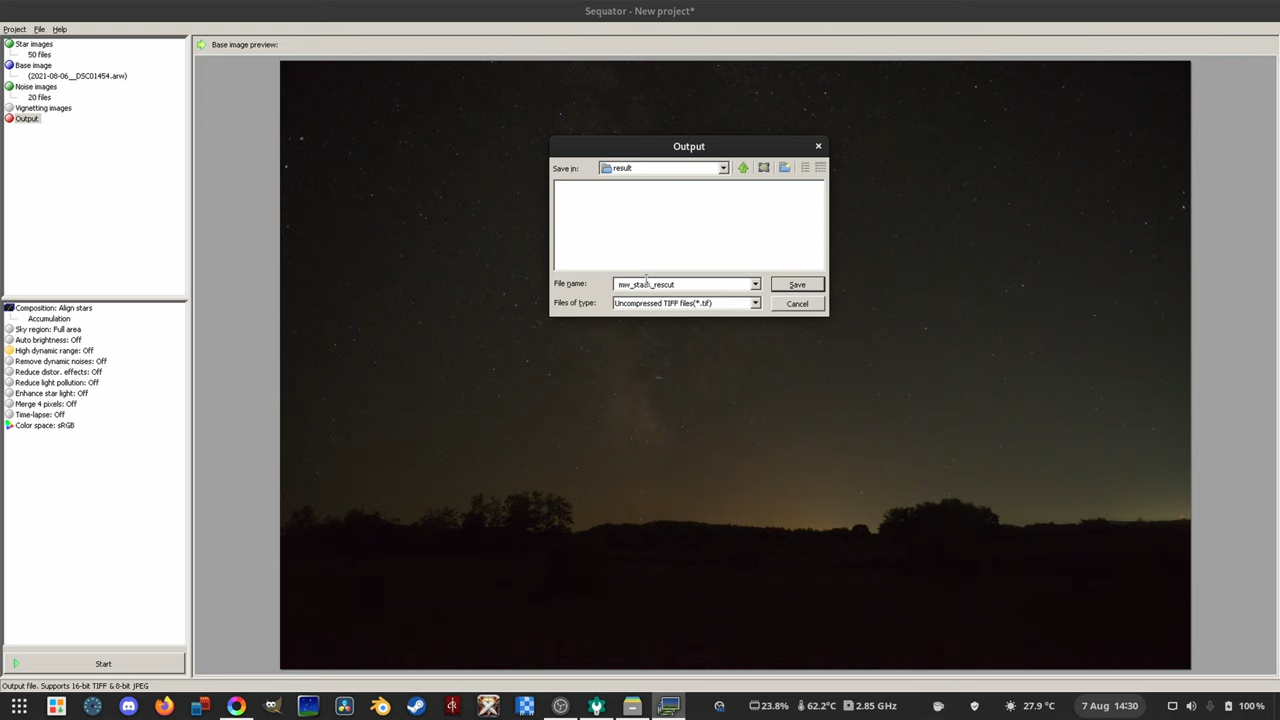 Sequator - New project*
Project File Help
Star images
50 files
Base image
(2021-08-06__DSC01454.arw)
Noise images
20 files
Vignetting images
Output
Base image preview:
Output
Save in: result
File name:
Save
Files of type: Uncompressed TIFF files(*.tif)
Cancel
Composition: Align stars
Accumulation
Sky region: Full area
Auto brightness: Off
High dynamic range: Off
Remove dynamic noises: Off
Reduce distor. effects: Off
Reduce light pollution: Off
Enhance star light: Off
Merge 4 pixels: Off
Time-lapse: Off
Color space: sRGB
Start
Output file. Supports 16-bit TIFF & 8-bit JPEG
23.8% 62.2°C 2.85 GHz 27.9 °C 7 Aug 14:30 100%